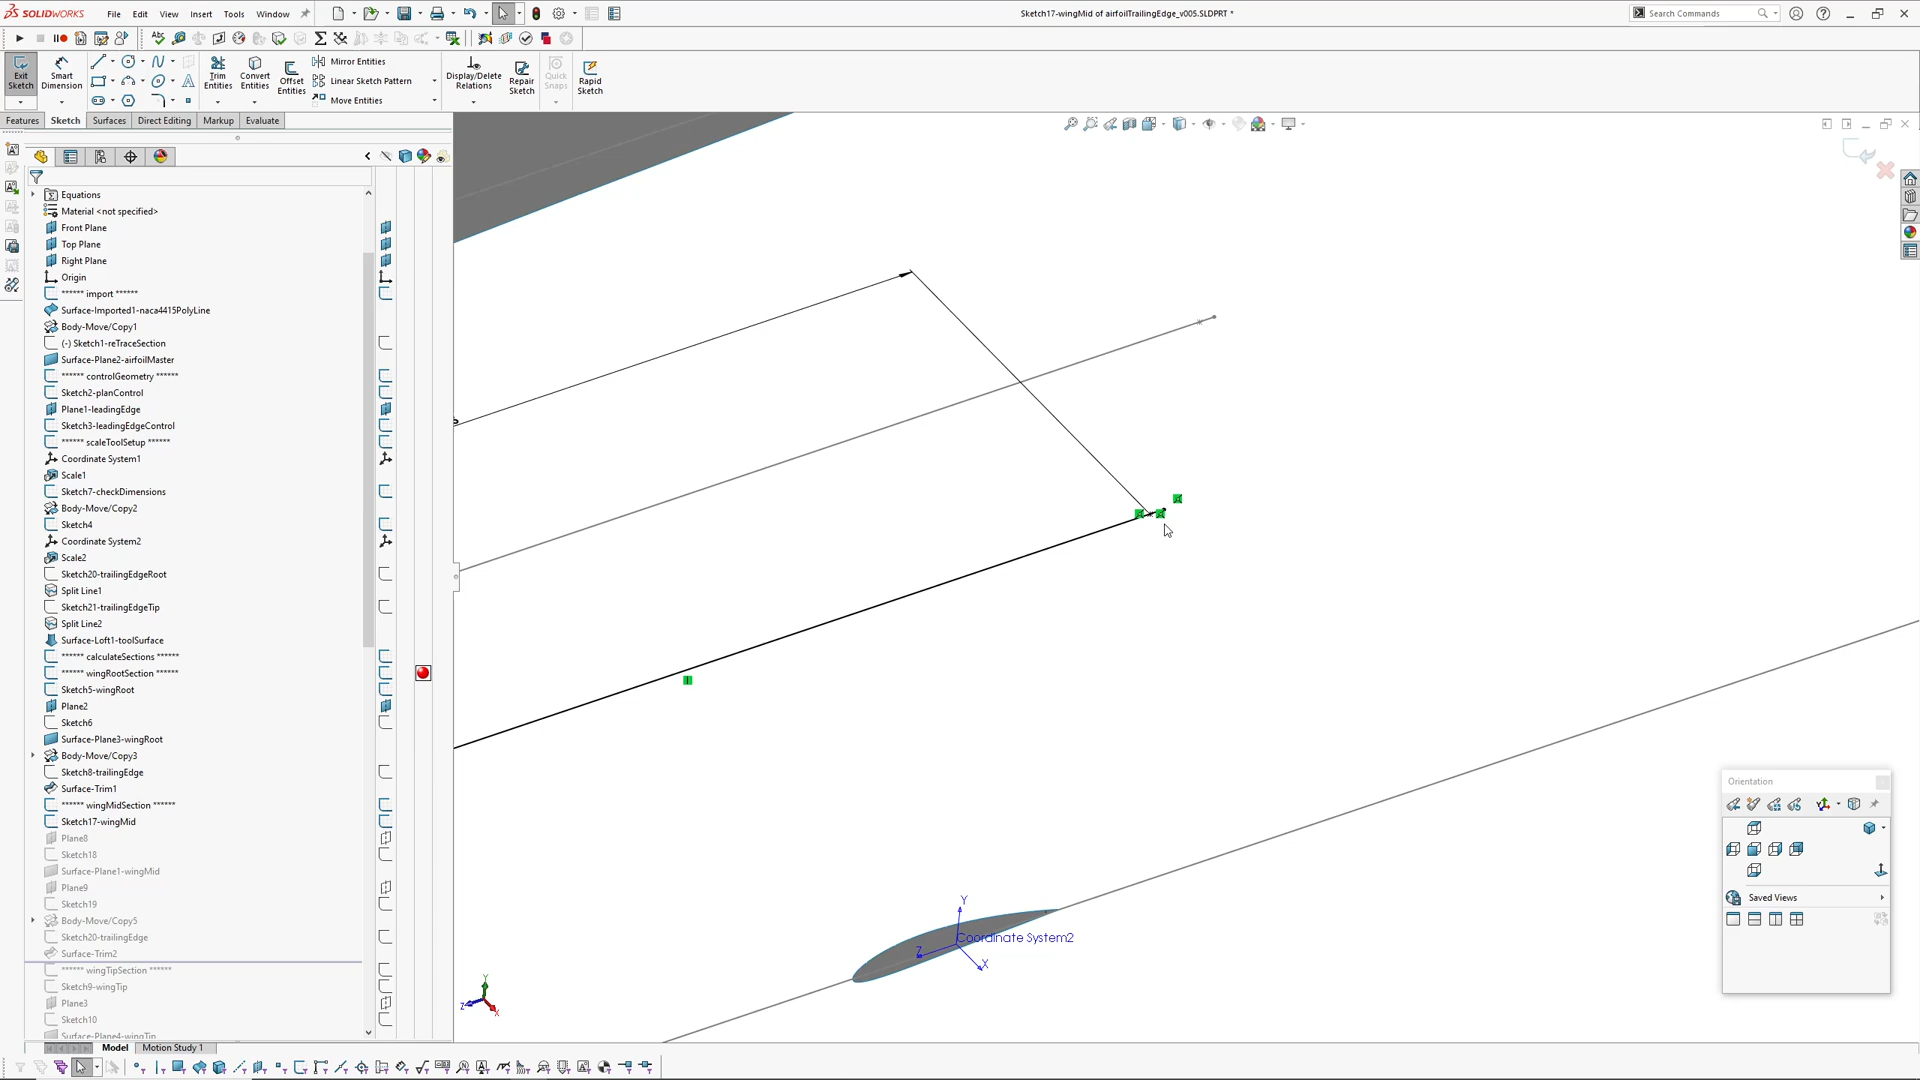 SOLIDWORKS
File
Edit
View
Insert
Tools
Window
Sketch17-wingMid of airfoilTrailingEdge_v005.SLDPRT *
Search Commands
Exit Sketch
Smart Dimension
Trim Entities
Convert Entities
Offset Entities
Mirror Entities
Linear Sketch Pattern
Move Entities
Display/Delete Relations
Repair Sketch
Quick Snaps
Rapid Sketch
Features
Sketch
Surfaces
Direct Editing
Markup
Evaluate
Equations
Material <not specified>
Front Plane
Top Plane
Right Plane
Origin
****** import ******
Surface-Imported1-naca4415PolyLine
Body-Move/Copy1
(-) Sketch1-reTraceSection
Surface-Plane2-airfoilMaster
****** controlGeometry ******
Sketch2-planControl
Plane1-leadingEdge
Sketch3-leadingEdgeControl
****** scaleToolSetup ******
Coordinate System1
Scale1
Sketch7-checkDimensions
Body-Move/Copy2
Sketch4
Coordinate System2
Scale2
Sketch20-trailingEdgeRoot
Split Line1
Sketch21-trailingEdgeTip
Split Line2
Surface-Loft1-toolSurface
****** calculateSections ******
****** wingRootSection ******
Sketch5-wingRoot
Plane2
Sketch6
Surface-Plane3-wingRoot
Body-Move/Copy3
Sketch8-trailingEdge
Surface-Trim1
****** wingMidSection ******
Sketch17-wingMid
Plane8
Sketch18
Surface-Plane1-wingMid
Plane9
Sketch19
Body-Move/Copy5
Sketch20-trailingEdge
Surface-Trim2
****** wingTipSection ******
Sketch9-wingTip
Plane3
Sketch10
Surface-Plane4-wingTip
Y
Coordinate System2
Z
X
Y
Z
X
Orientation
Saved Views
Model
Motion Study 1